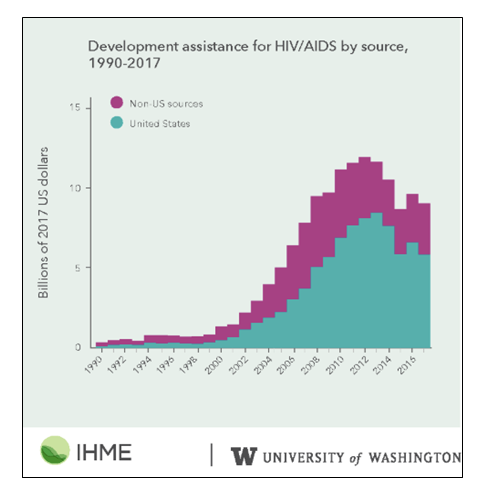 Development assistance for HIV/AIDS by source,
1990-2017
15
Non-US sources
United States
10
5
0
Billions of 2017 US dollars
1990 1992 1994 1996 1998 2000 2002 2004 2006 2008 2010 2012 2014 2016
IHME
W UNIVERSITY of WASHINGTON